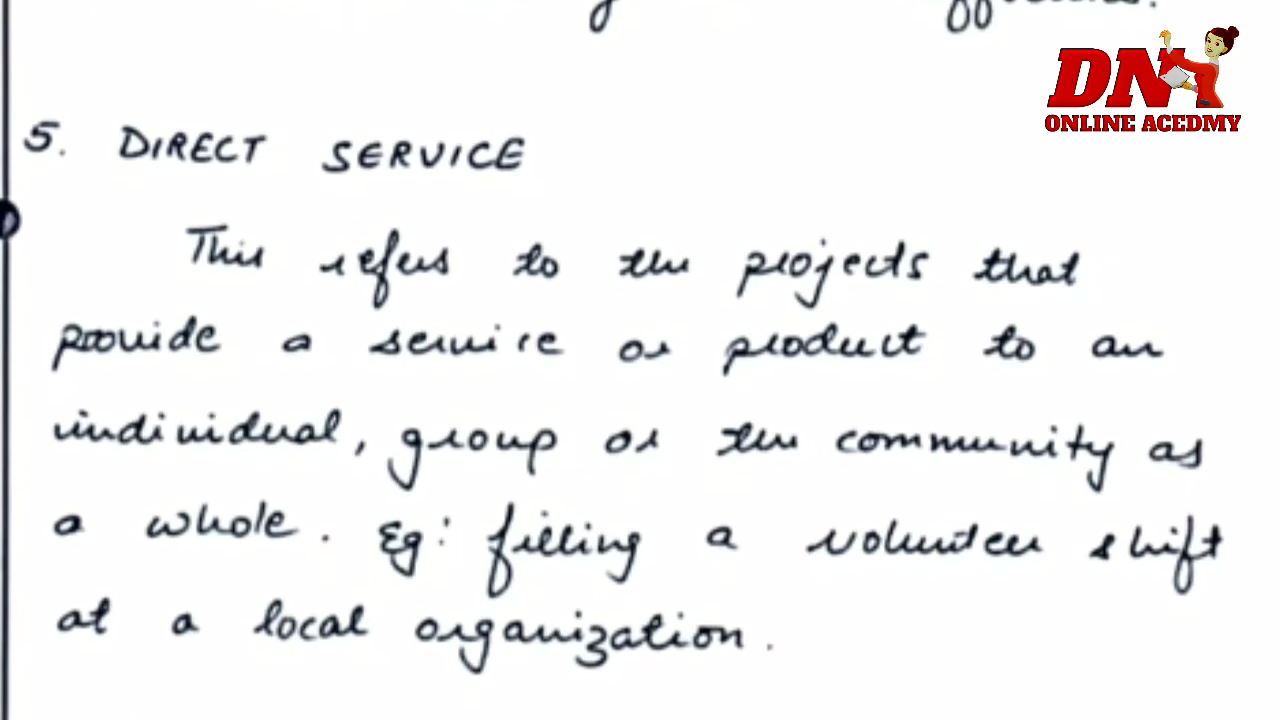 DN
ONLINE ACEDMY
5. DIRECT SERVICE
This refers to the projects that
provide a service or product to an
individual, group or the community as
a whole. Eg: filling a volunteer shift
at a local organization.